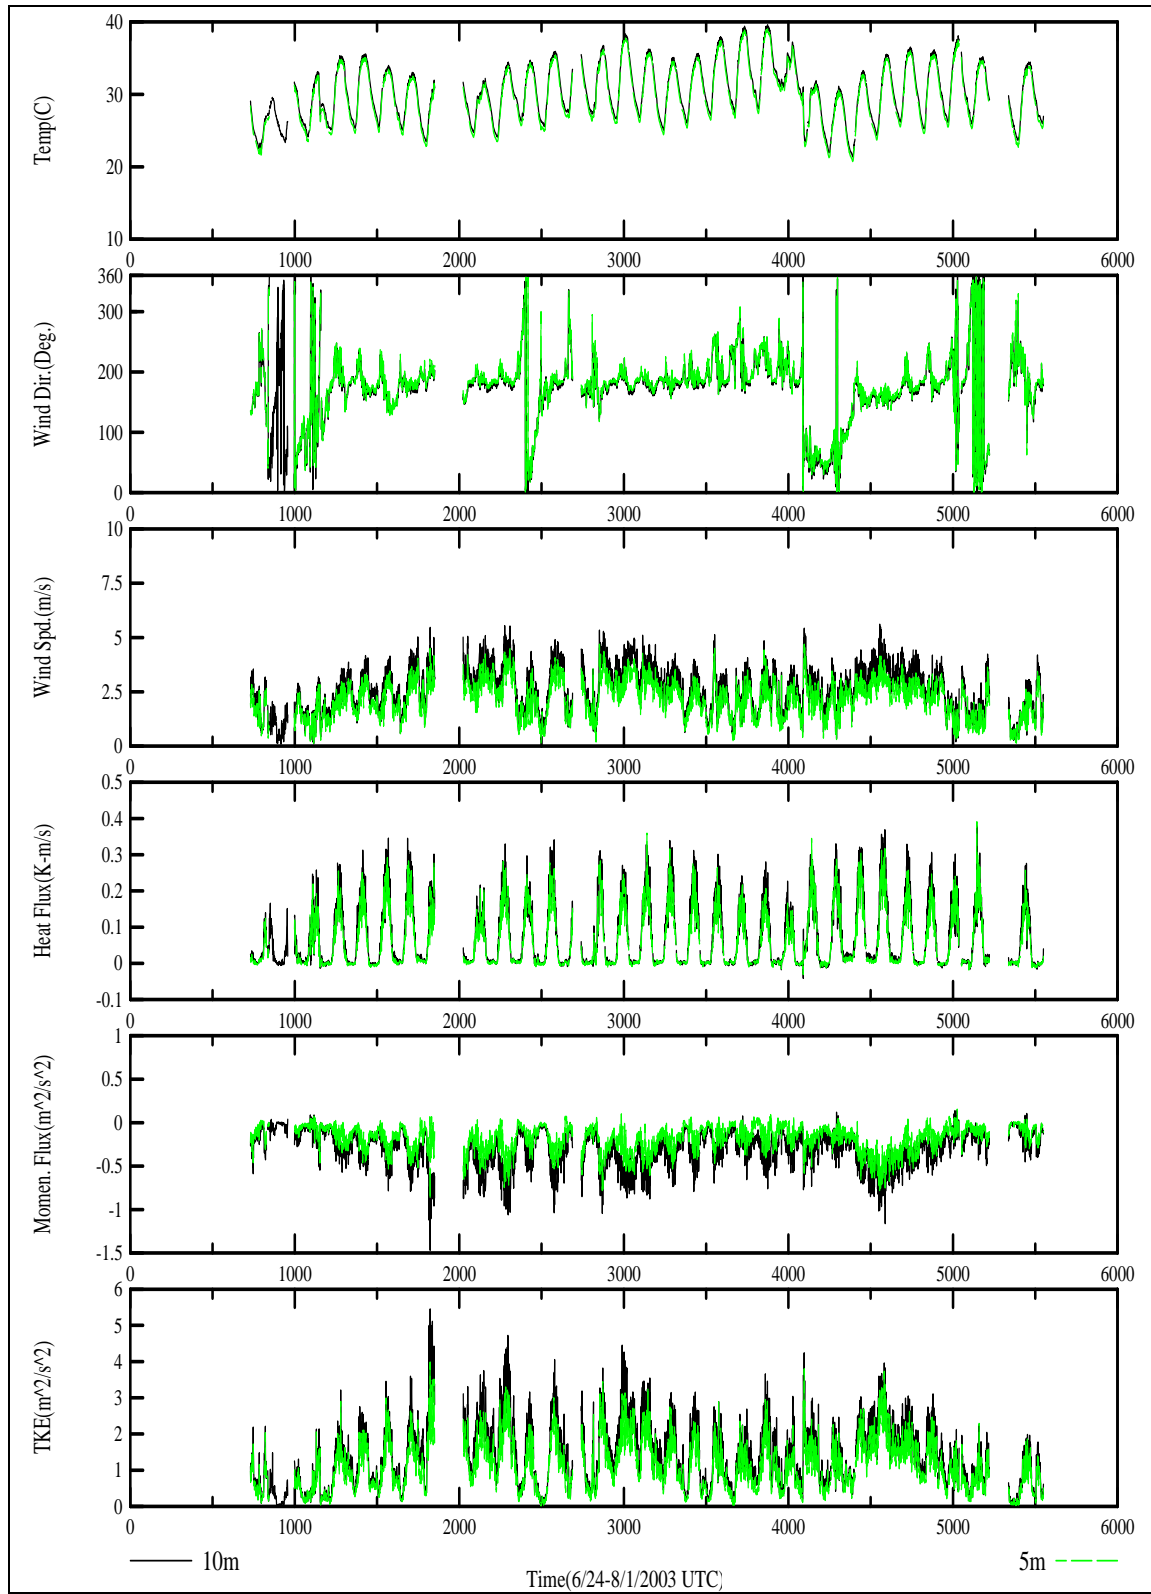 40
30
20
10
Temp(C)
0 1000 2000 3000 4000 5000 6000
360
300
200
100
0
Wind Dir.(Deg.)
0 1000 2000 3000 4000 5000 6000
10
7.5
5
2.5
0
Wind Spd.(m/s)
0 1000 2000 3000 4000 5000 6000
0.5
0.4
0.3
0.2
0.1
0
-0.1
Heat Flux(K-m/s)
0 1000 2000 3000 4000 5000 6000
1
0.5
0
-0.5
-1
-1.5
Momen. Flux(m^2/s^2)
0 1000 2000 3000 4000 5000 6000
6
5
4
3
2
1
0
TKE(m^2/s^2)
0 1000 2000 3000 4000 5000 6000
10m 5m
Time(6/24-8/1/2003 UTC)